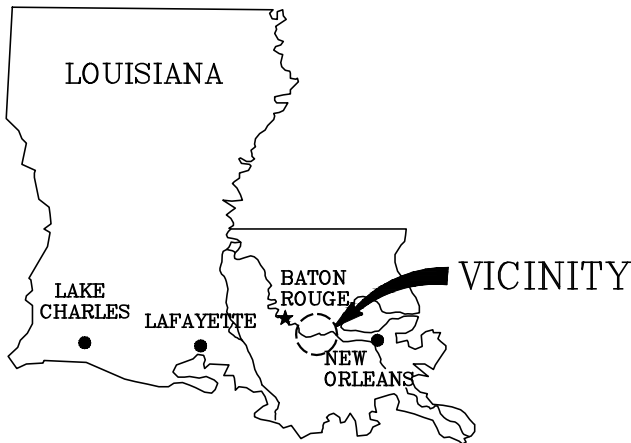 LOUISIANA
VICINITY
BATON
ROUGE
LAKE
CHARLES
LAFAYETTE
NEW
ORLEANS